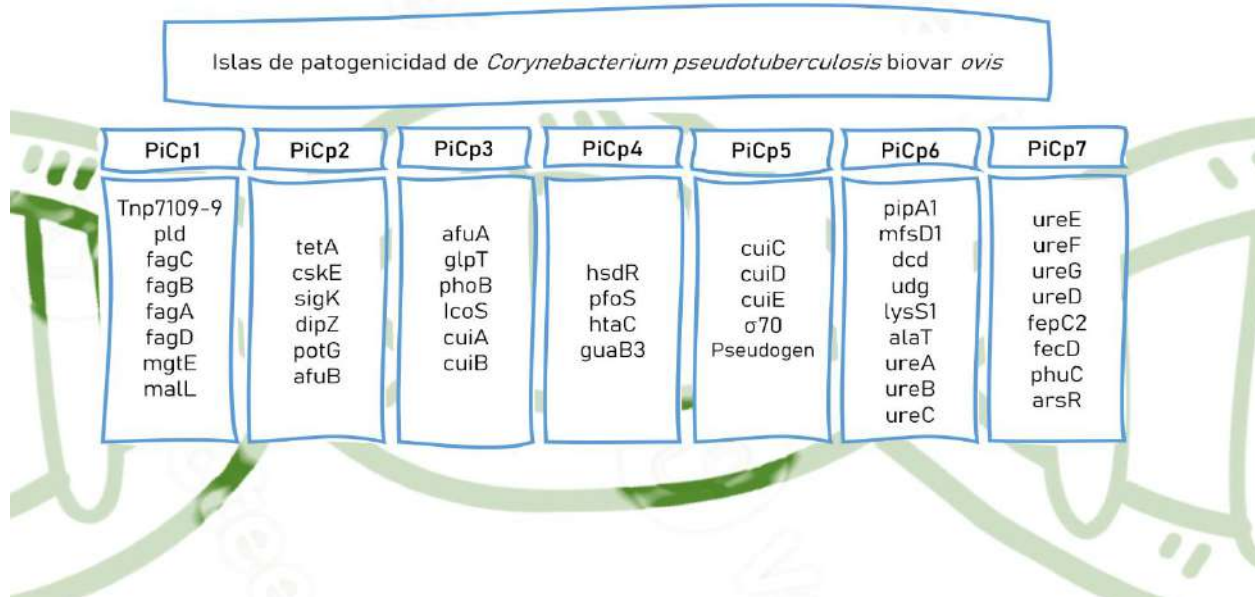 Islas de patogenicidad de Corynebacterium pseudotuberculosis biovar ovis
PiCp1
Tnp7109-9
pld
fagC
fagB
fagA
fagD
mgtE
malL
PiCp2
tetA
cskE
sigK
dipZ
potG
afuB
PiCp3
afuA
glpT
phoB
lcoS
cuiA
cuiB
PiCp4
hsdR
pfoS
htaC
guaB3
PiCp5
cuiC
cuiD
cuiE
σ70
Pseudogen
PiCp6
pipA1
mfsD1
dcd
udg
lysS1
alaT
ureA
ureB
ureC
PiCp7
ureE
ureF
ureG
ureD
fepC2
fecD
phuC
arsR